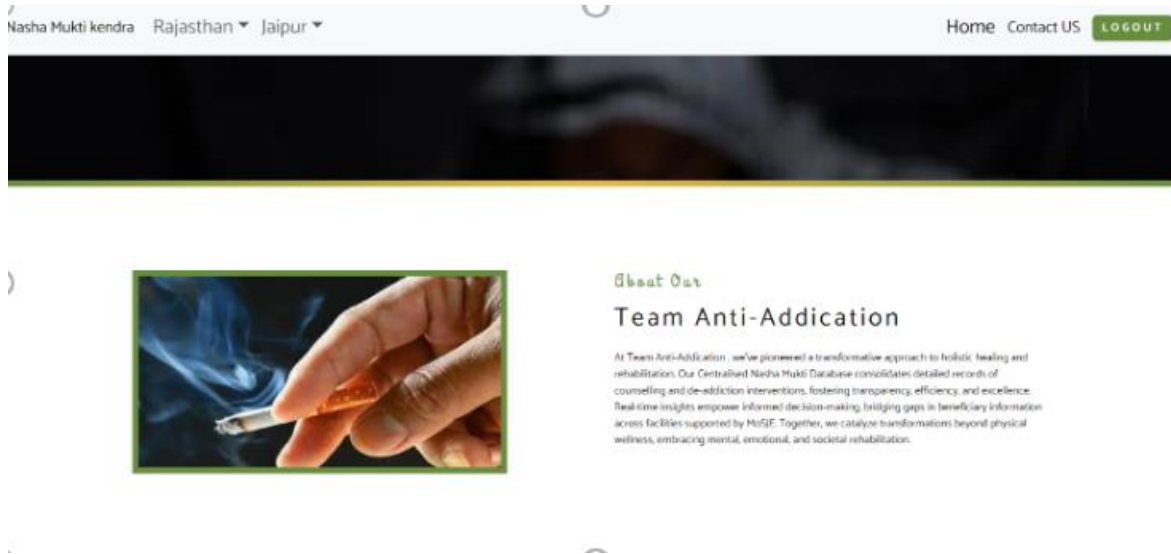 Nasha Mukti kendra Rajasthan Jaipur Home Contact US LOGOUT
About Our
Team Anti-Addication
At Team Anti-Addication , we've pioneered a transformative approach to holistic healing and
rehabilitation. Our Centralised Nasha Mukti Database consolidates detailed records of
counselling and de-addiction interventions, fostering transparency, efficiency, and excellence.
Real-time insights empower informed decision-making, bridging gaps in beneficiary information
across facilities supported by MoSJE. Together, we catalyze transformations beyond physical
wellness, embracing mental, emotional, and societal rehabilitation.